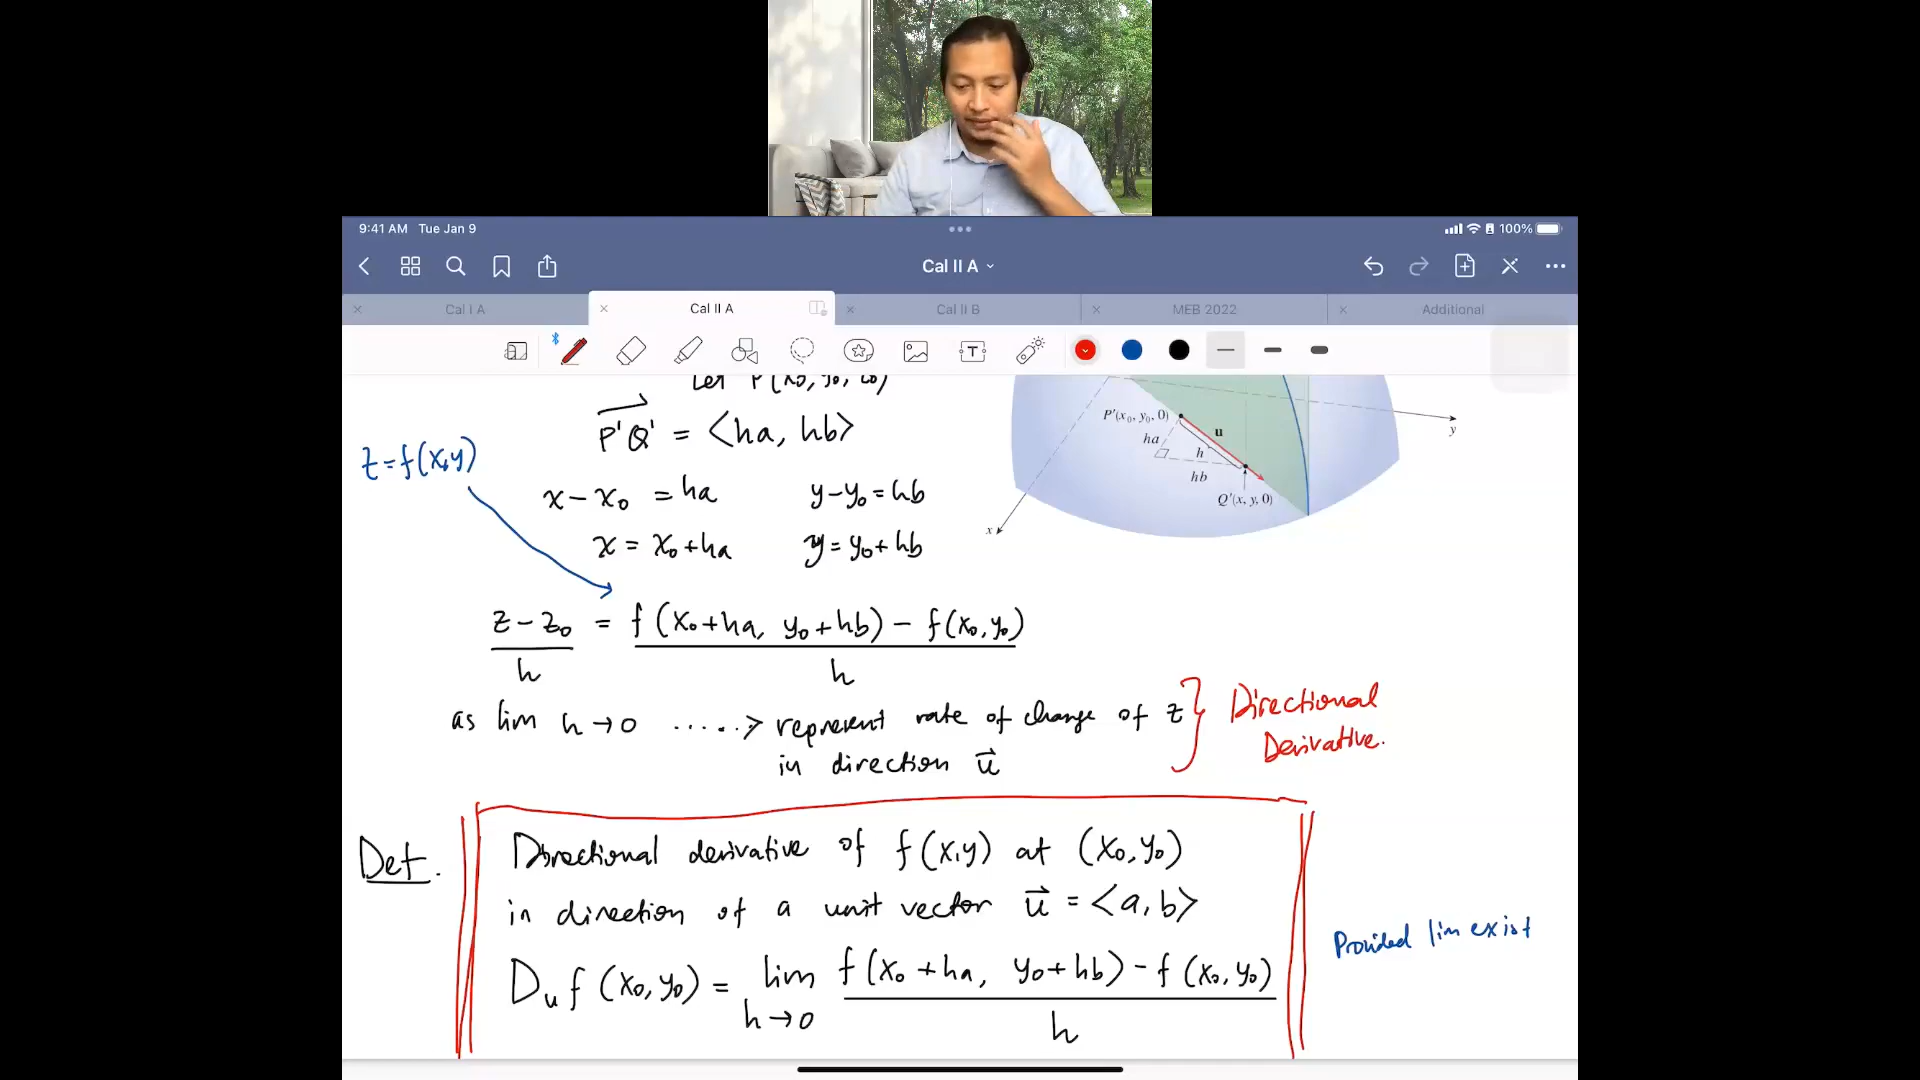 9:41 AM Tue Jan 9
100%
Cal II A
Cal I A
Cal II A
Cal II B
MEB 2022
Additional
Let P(x₀, y₀, z₀)
P'Q' = <ha, hb>
z = f(x,y)
x - x₀ = ha    y - y₀ = hb
x = x₀ + ha    y = y₀ + hb
P'(x₀, y₀, 0)
u
y
ha
h
hb
Q'(x, y, 0)
x
z - z₀ / h = f(x₀+ha, y₀+hb) - f(x₀,y₀) / h
as lim h→0 ......> represent rate of change of z } Directional
in direction u⃗
Derivative.
Def.
Directional derivative of f(x,y) at (x₀,y₀)
in direction of a unit vector u⃗ = <a,b>
Provided lim exist
Dᵤf(x₀,y₀) = lim h→0 f(x₀+ha, y₀+hb) - f(x₀,y₀) / h